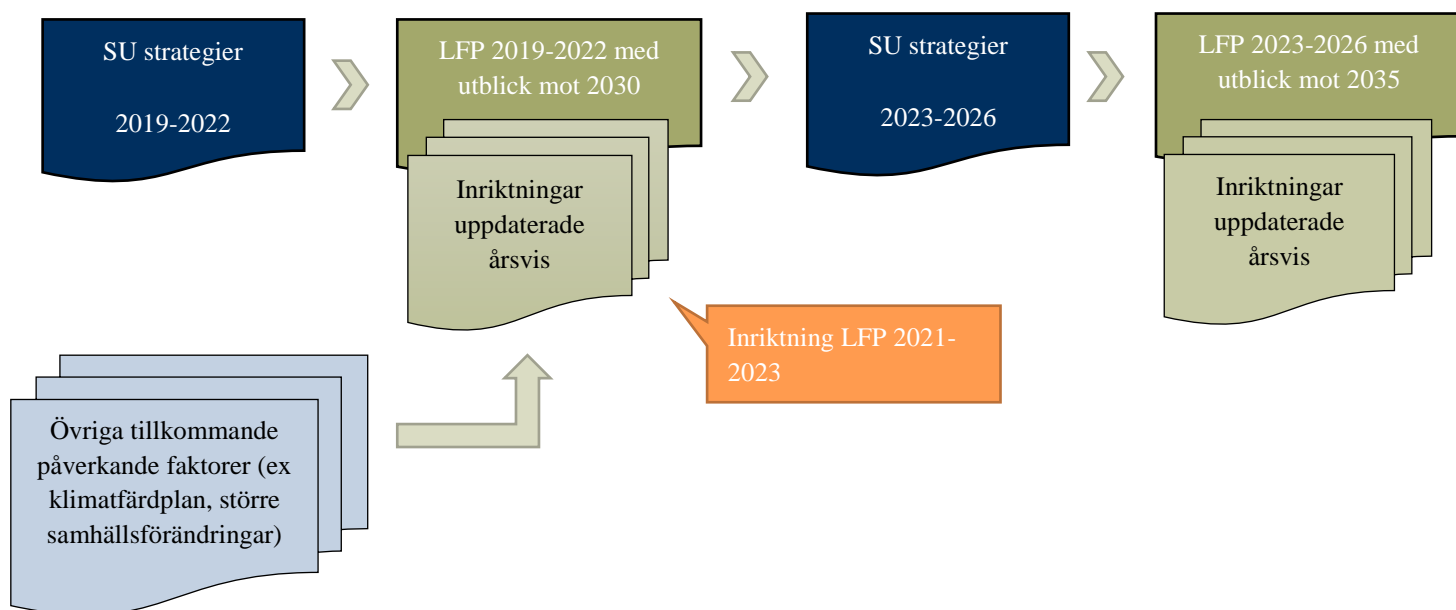 SU strategier
2019-2022
LFP 2019-2022 med
utblick mot 2030
Inriktningar
uppdaterade
årsvis
SU strategier
2023-2026
LFP 2023-2026 med
utblick mot 2035
Inriktningar
uppdaterade
årsvis
Inriktning LFP 2021-
2023
Övriga tillkommande
påverkande faktorer (ex
klimatfärdplan, större
samhällsförändringar)